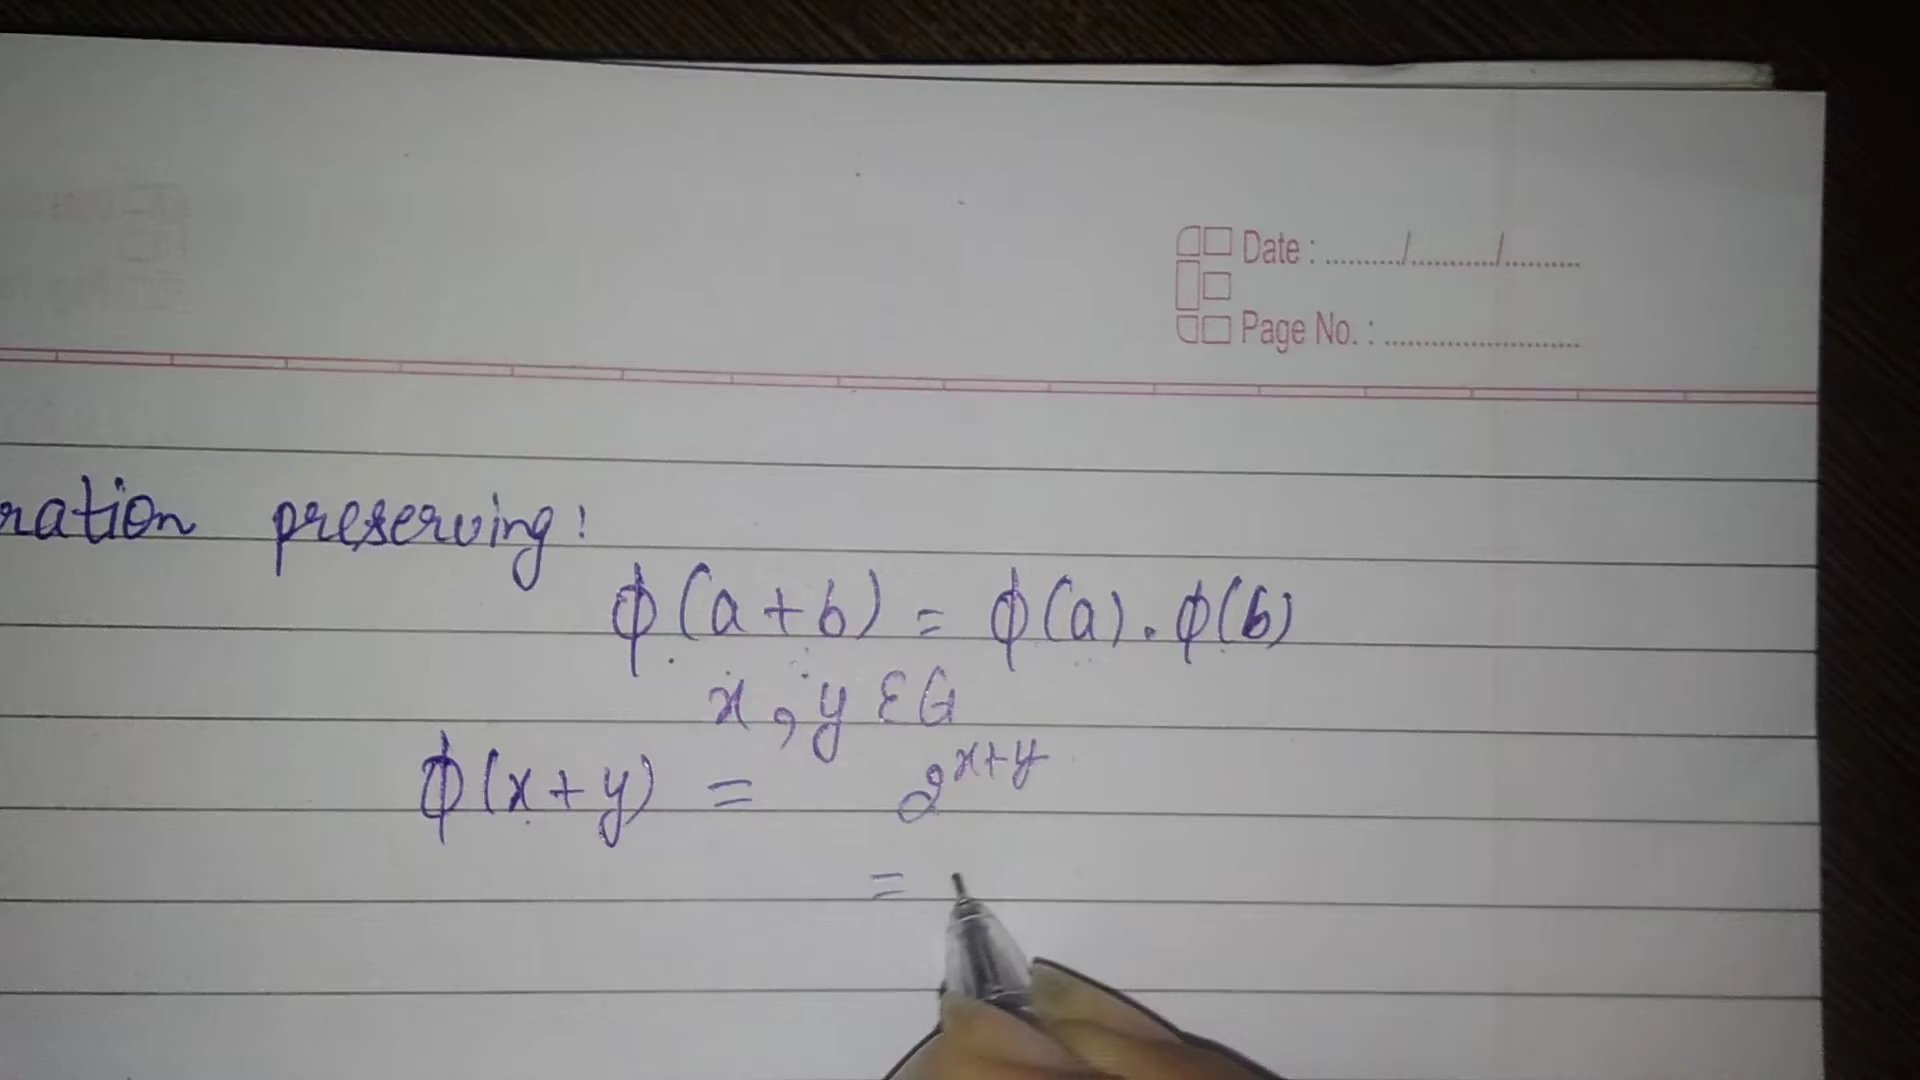 Date : ........../.........../..........
Page No. : ..........................
ration preserving:
ϕ(a+b) = ϕ(a).ϕ(b)
x, y ε G
ϕ(x+y) = 2^{x+y}
=